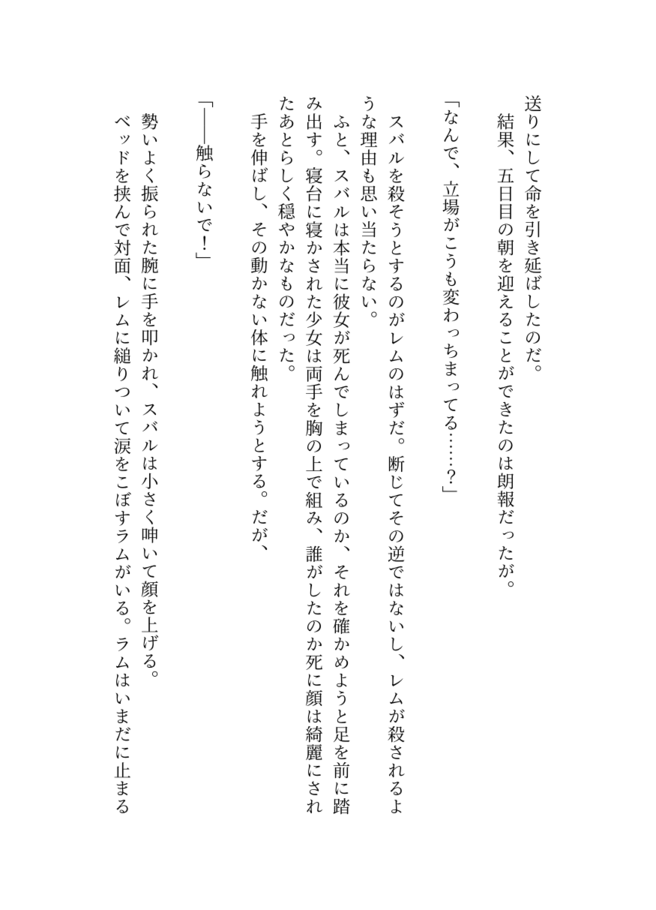 送りにして命を引き延ばしたのだ。
結果、五日目の朝を迎えることができたのは朗報だったが。
「なんで、立場がこうも変わっちまってる……？」
スバルを殺そうとするのがレムのはずだ。断じてその逆ではないし、レムが殺されるよ
うな理由も思い当たらない。
ふと、スバルは本当に彼女が死んでしまっているのか、それを確かめようと足を前に踏
み出す。寝台に寝かされた少女は両手を胸の上で組み、誰がしたのか死に顔は綺麗にされ
たあとらしく穏やかなものだった。
手を伸ばし、その動かない体に触れようとする。だが、
「――触らないで！」
勢いよく振られた腕に手を叩かれ、スバルは小さく呻いて顔を上げる。
ベッドを挟んで対面、レムに縋りついて涙をこぼすラムがいる。ラムはいまだに止まる